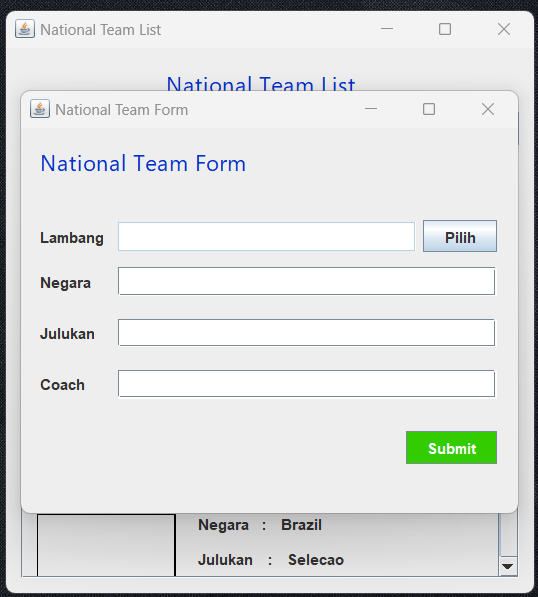 National Team List
National Team List
National Team Form
National Team Form
Lambang
Pilih
Negara
Julukan
Coach
Submit
Negara : Brazil
Julukan : Selecao